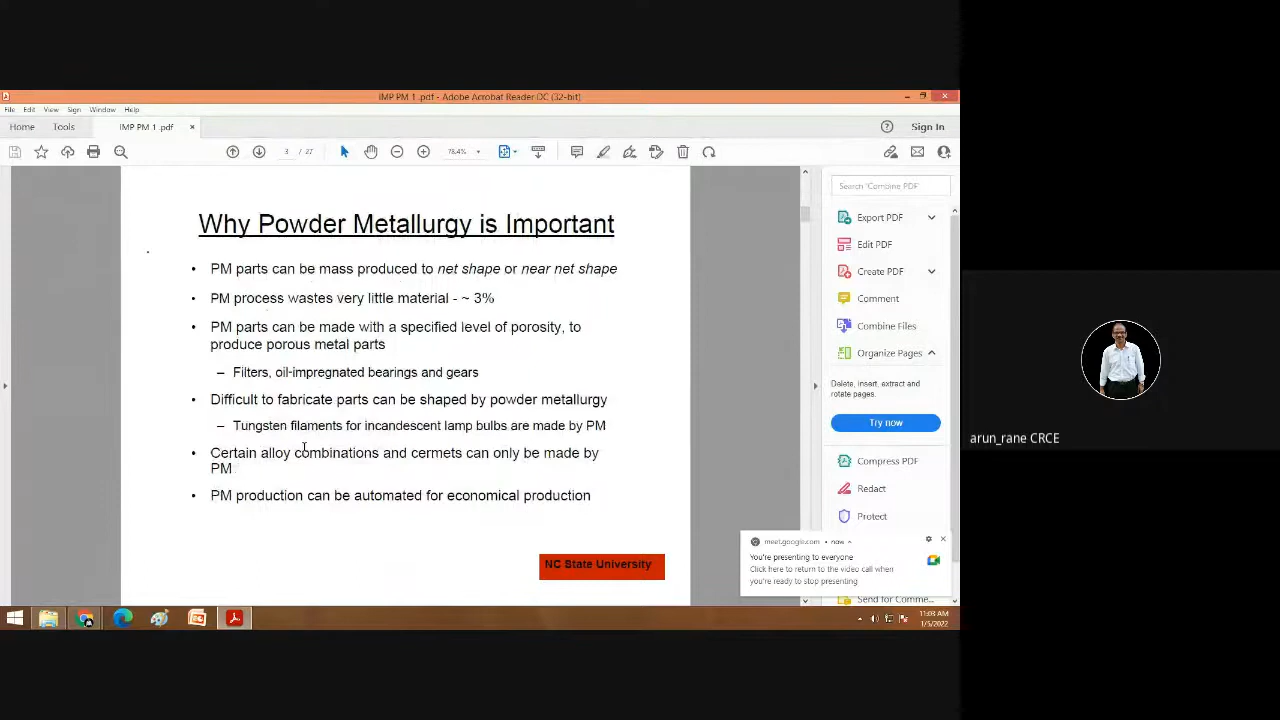 IMP PM 1 .pdf - Adobe Acrobat Reader DC (32-bit)
File Edit View Sign Window Help
Home Tools IMP PM 1 .pdf × Sign In
3 / 27 78.4%
Why Powder Metallurgy is Important
• PM parts can be mass produced to net shape or near net shape
• PM process wastes very little material - ~ 3%
• PM parts can be made with a specified level of porosity, to
produce porous metal parts
– Filters, oil-impregnated bearings and gears
• Difficult to fabricate parts can be shaped by powder metallurgy
– Tungsten filaments for incandescent lamp bulbs are made by PM
• Certain alloy combinations and cermets can only be made by
PM
• PM production can be automated for economical production
NC State University
Search 'Combine PDF'
Export PDF
Edit PDF
Create PDF
Comment
Combine Files
Organize Pages
Delete, insert, extract and
rotate pages.
Try now
Compress PDF
Redact
Protect
meet.google.com • now
You're presenting to everyone
Click here to return to the video call when
you're ready to stop presenting
Send for Comme...
11:03 AM
1/5/2022
arun_rane CRCE